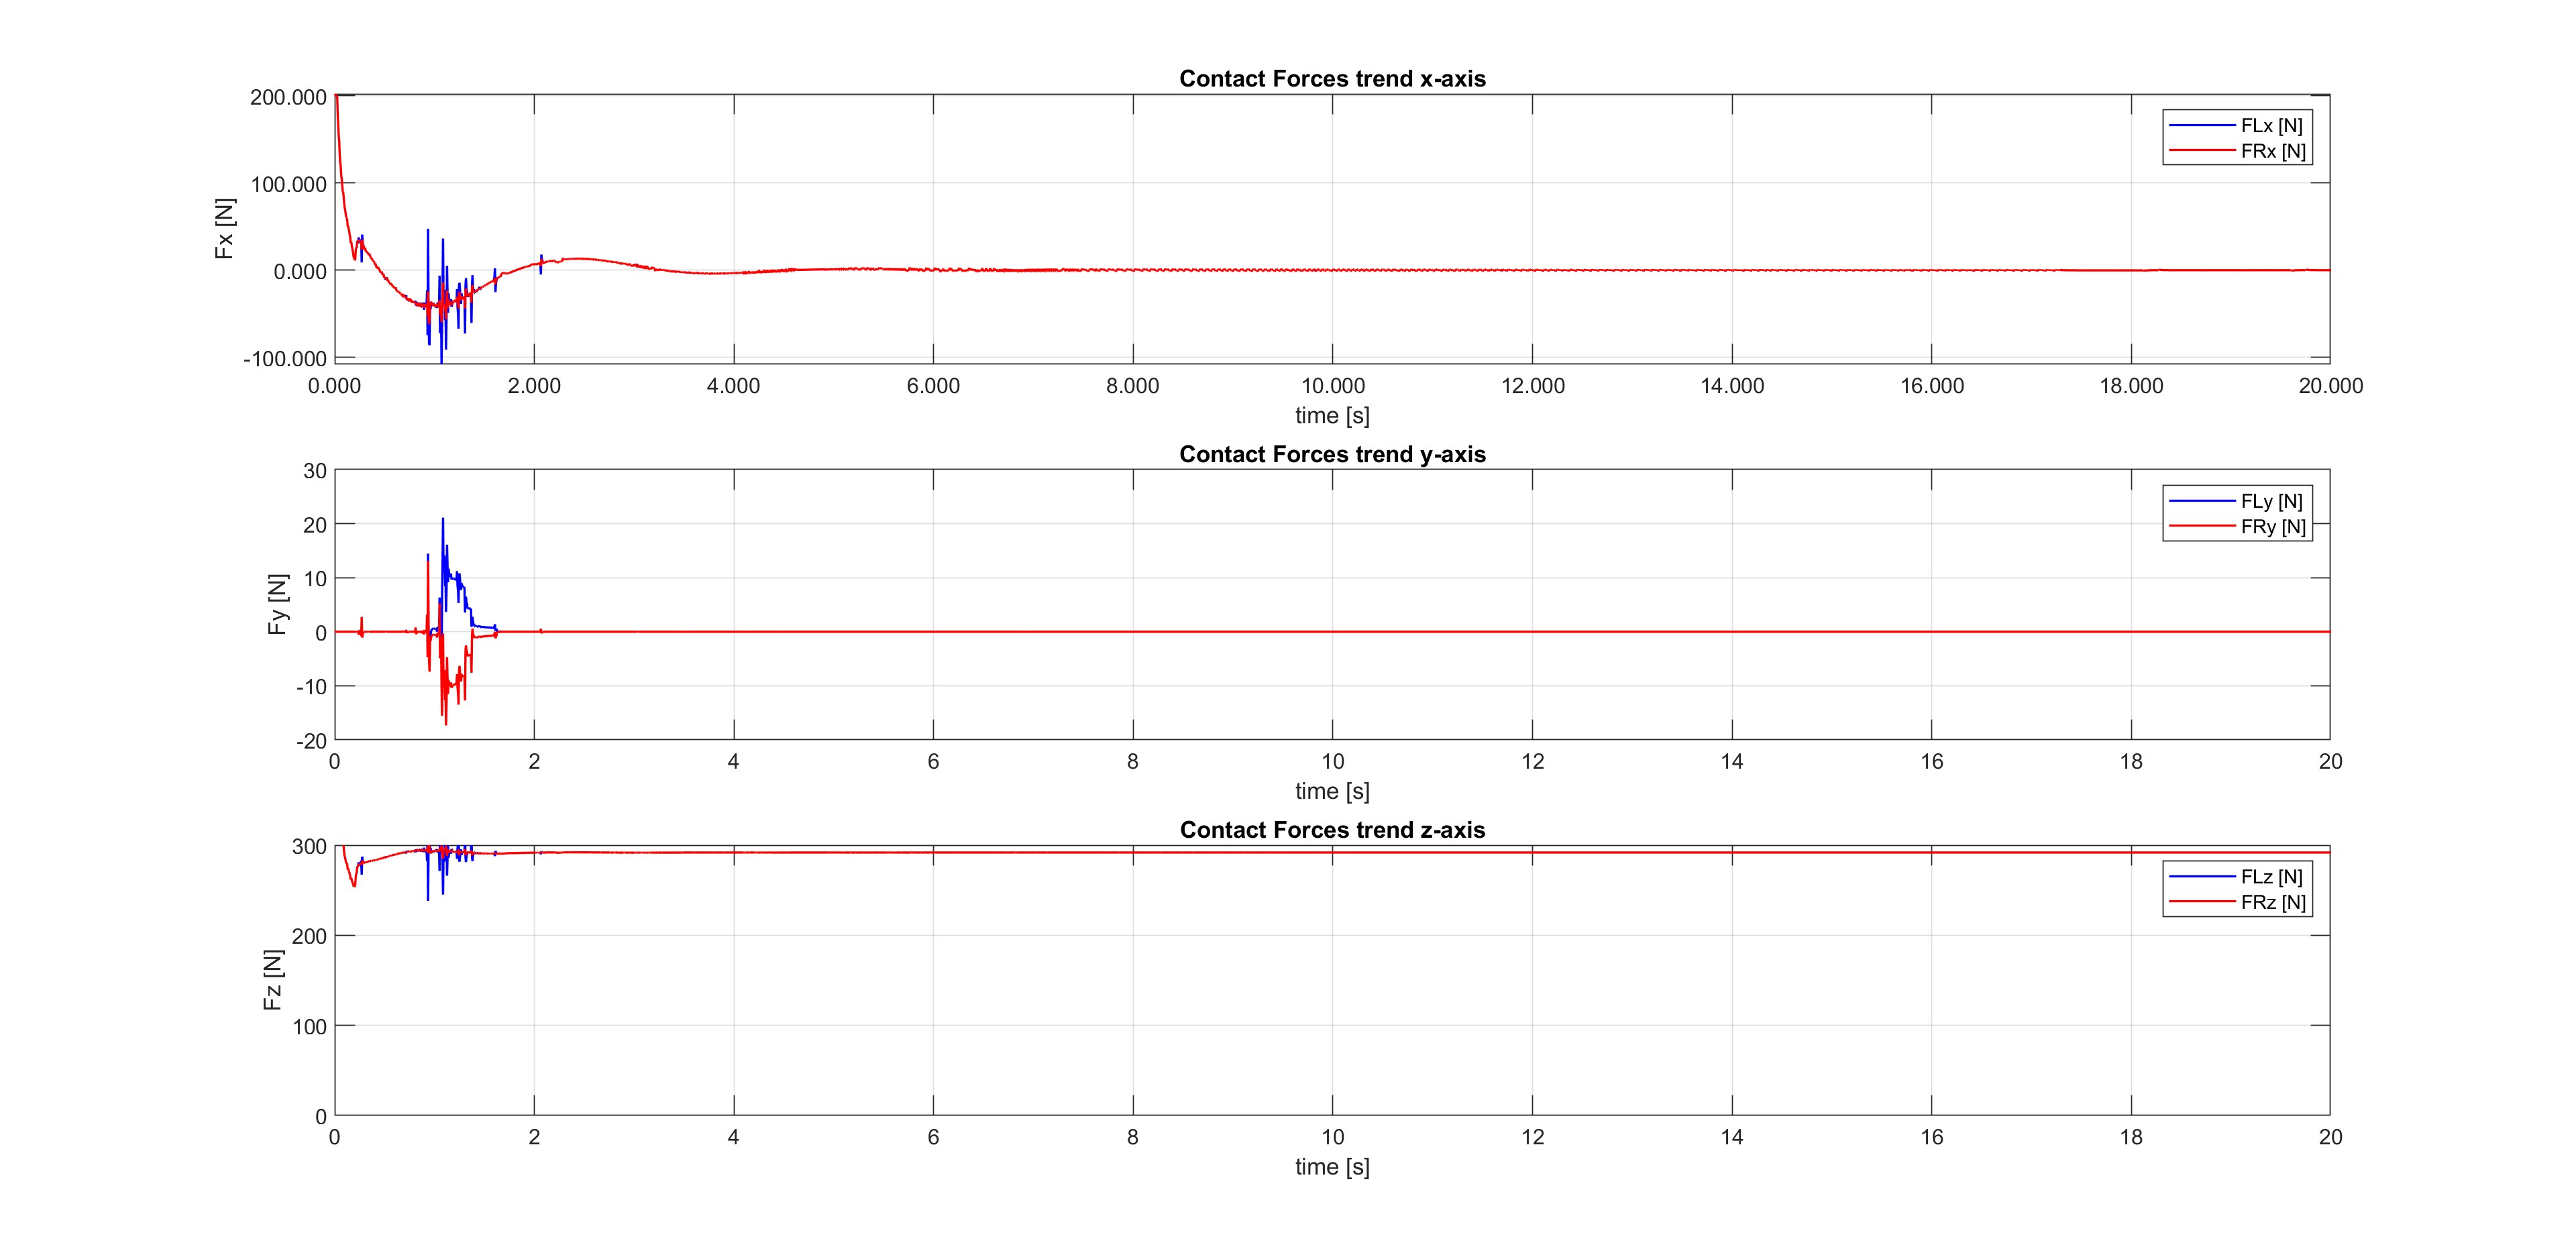 Contact Forces trend x-axis
200.000
100.000
0.000
-100.000
Fx [N]
FLx [N]
FRx [N]
0.000 2.000 4.000 6.000 8.000 10.000 12.000 14.000 16.000 18.000 20.000
time [s]
Contact Forces trend y-axis
30
20
10
0
-10
-20
Fy [N]
FLy [N]
FRy [N]
0 2 4 6 8 10 12 14 16 18 20
time [s]
Contact Forces trend z-axis
300
200
100
0
Fz [N]
FLz [N]
FRz [N]
0 2 4 6 8 10 12 14 16 18 20
time [s]